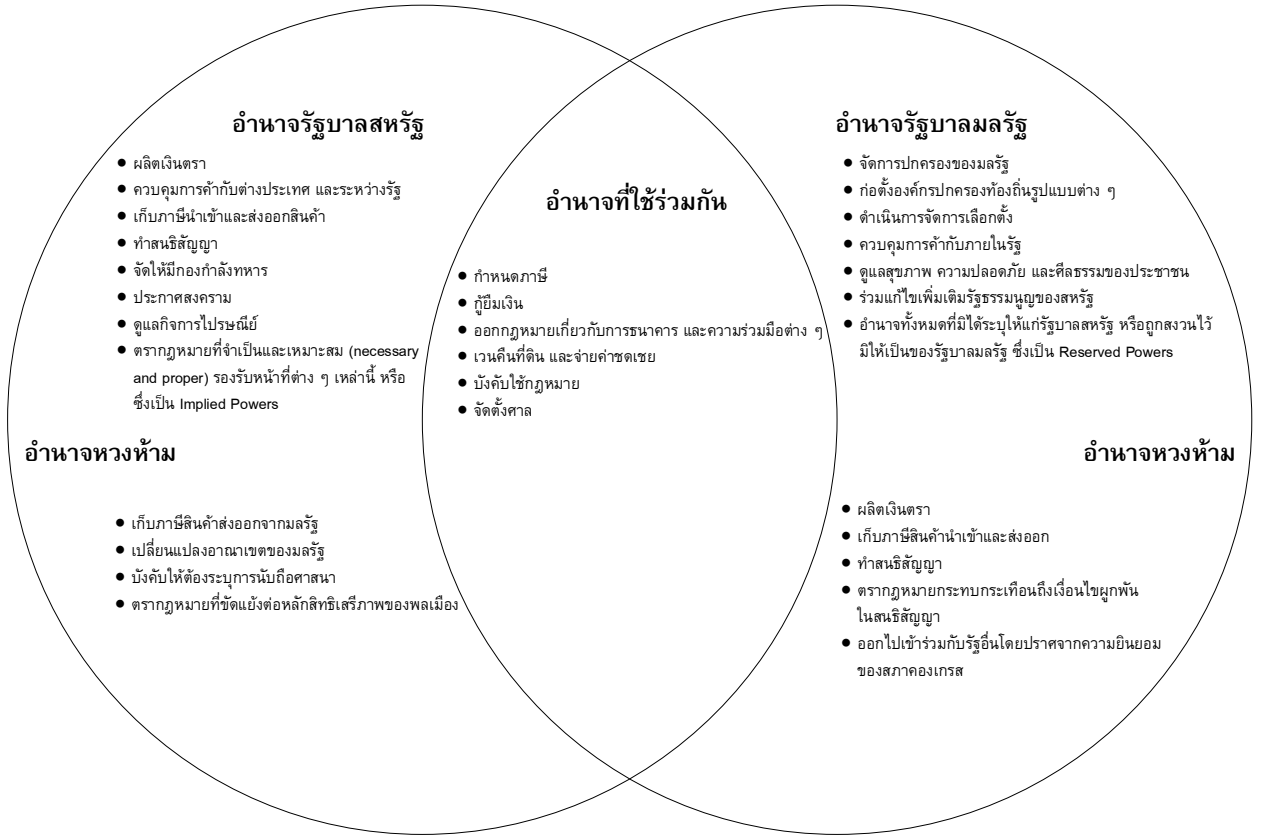 อำนาจรัฐบาลสหรัฐ
● ผลิตเงินตรา
● ควบคุมการค้ากับต่างประเทศ และระหว่างรัฐ
● เก็บภาษีนำเข้าและส่งออกสินค้า
● ทำสนธิสัญญา
● จัดให้มีกองกำลังทหาร
● ประกาศสงคราม
● ดูแลกิจการไปรษณีย์
● ตรากฎหมายที่จำเป็นและเหมาะสม (necessary
and proper) รองรับหน้าที่ต่าง ๆ เหล่านี้ หรือ
ซึ่งเป็น Implied Powers
อำนาจหวงห้าม
● เก็บภาษีสินค้าส่งออกจากมลรัฐ
● เปลี่ยนแปลงอาณาเขตของมลรัฐ
● บังคับให้ต้องระบุการนับถือศาสนา
● ตรากฎหมายที่ขัดแย้งต่อหลักสิทธิเสรีภาพของพลเมือง
อำนาจที่ใช้ร่วมกัน
● กำหนดภาษี
● กู้ยืมเงิน
● ออกกฎหมายเกี่ยวกับการธนาคาร และความร่วมมือต่าง ๆ
● เวนคืนที่ดิน และจ่ายค่าชดเชย
● บังคับใช้กฎหมาย
● จัดตั้งศาล
อำนาจรัฐบาลมลรัฐ
● จัดการปกครองของมลรัฐ
● ก่อตั้งองค์กรปกครองท้องถิ่นรูปแบบต่าง ๆ
● ดำเนินการจัดการเลือกตั้ง
● ควบคุมการค้ากับภายในรัฐ
● ดูแลสุขภาพ ความปลอดภัย และศีลธรรมของประชาชน
● ร่วมแก้ไขเพิ่มเติมรัฐธรรมนูญของสหรัฐ
● อำนาจทั้งหมดที่มิได้ระบุให้แก่รัฐบาลสหรัฐ หรือถูกสงวนไว้
มิให้เป็นของรัฐบาลมลรัฐ ซึ่งเป็น Reserved Powers
อำนาจหวงห้าม
● ผลิตเงินตรา
● เก็บภาษีสินค้านำเข้าและส่งออก
● ทำสนธิสัญญา
● ตรากฎหมายกระทบกระเทือนถึงเงื่อนไขผูกพัน
ในสนธิสัญญา
● ออกไปเข้าร่วมกับรัฐอื่นโดยปราศจากความยินยอม
ของสภาคองเกรส